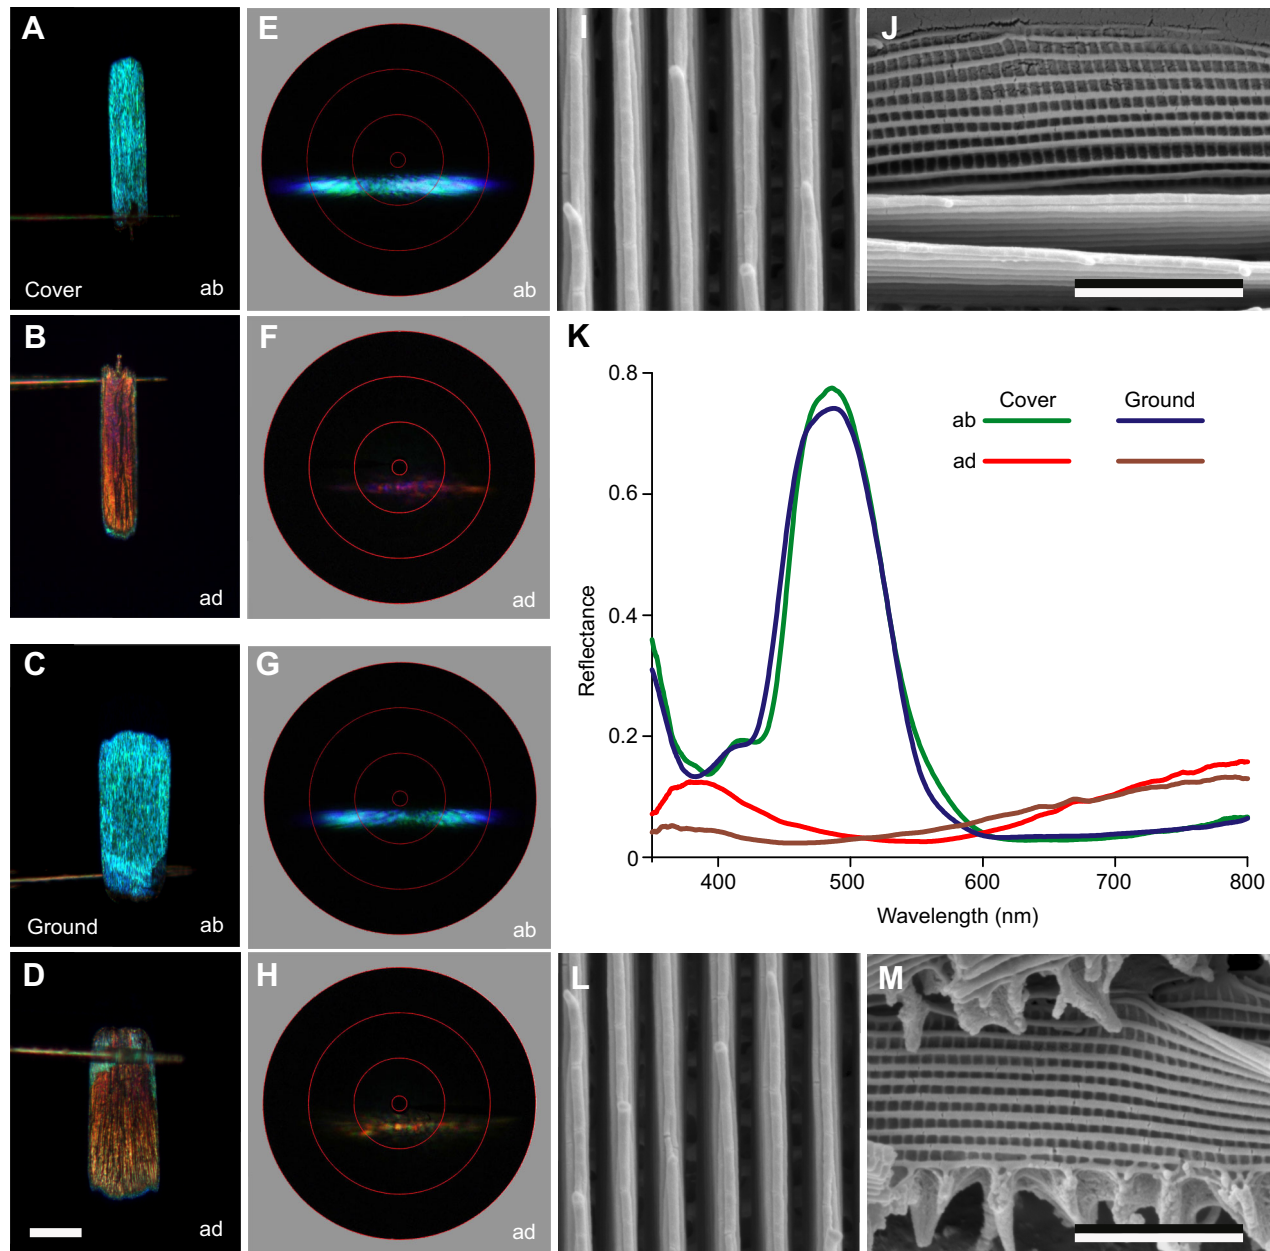 A
ab
Cover
B
ad
C
ab
Ground
D
ad
E
ab
F
ad
G
ab
H
ad
I
J
K
0.8
0.6
0.4
0.2
0
Reflectance
Cover Ground
ab
ad
400 500 600 700 800
Wavelength (nm)
L
M